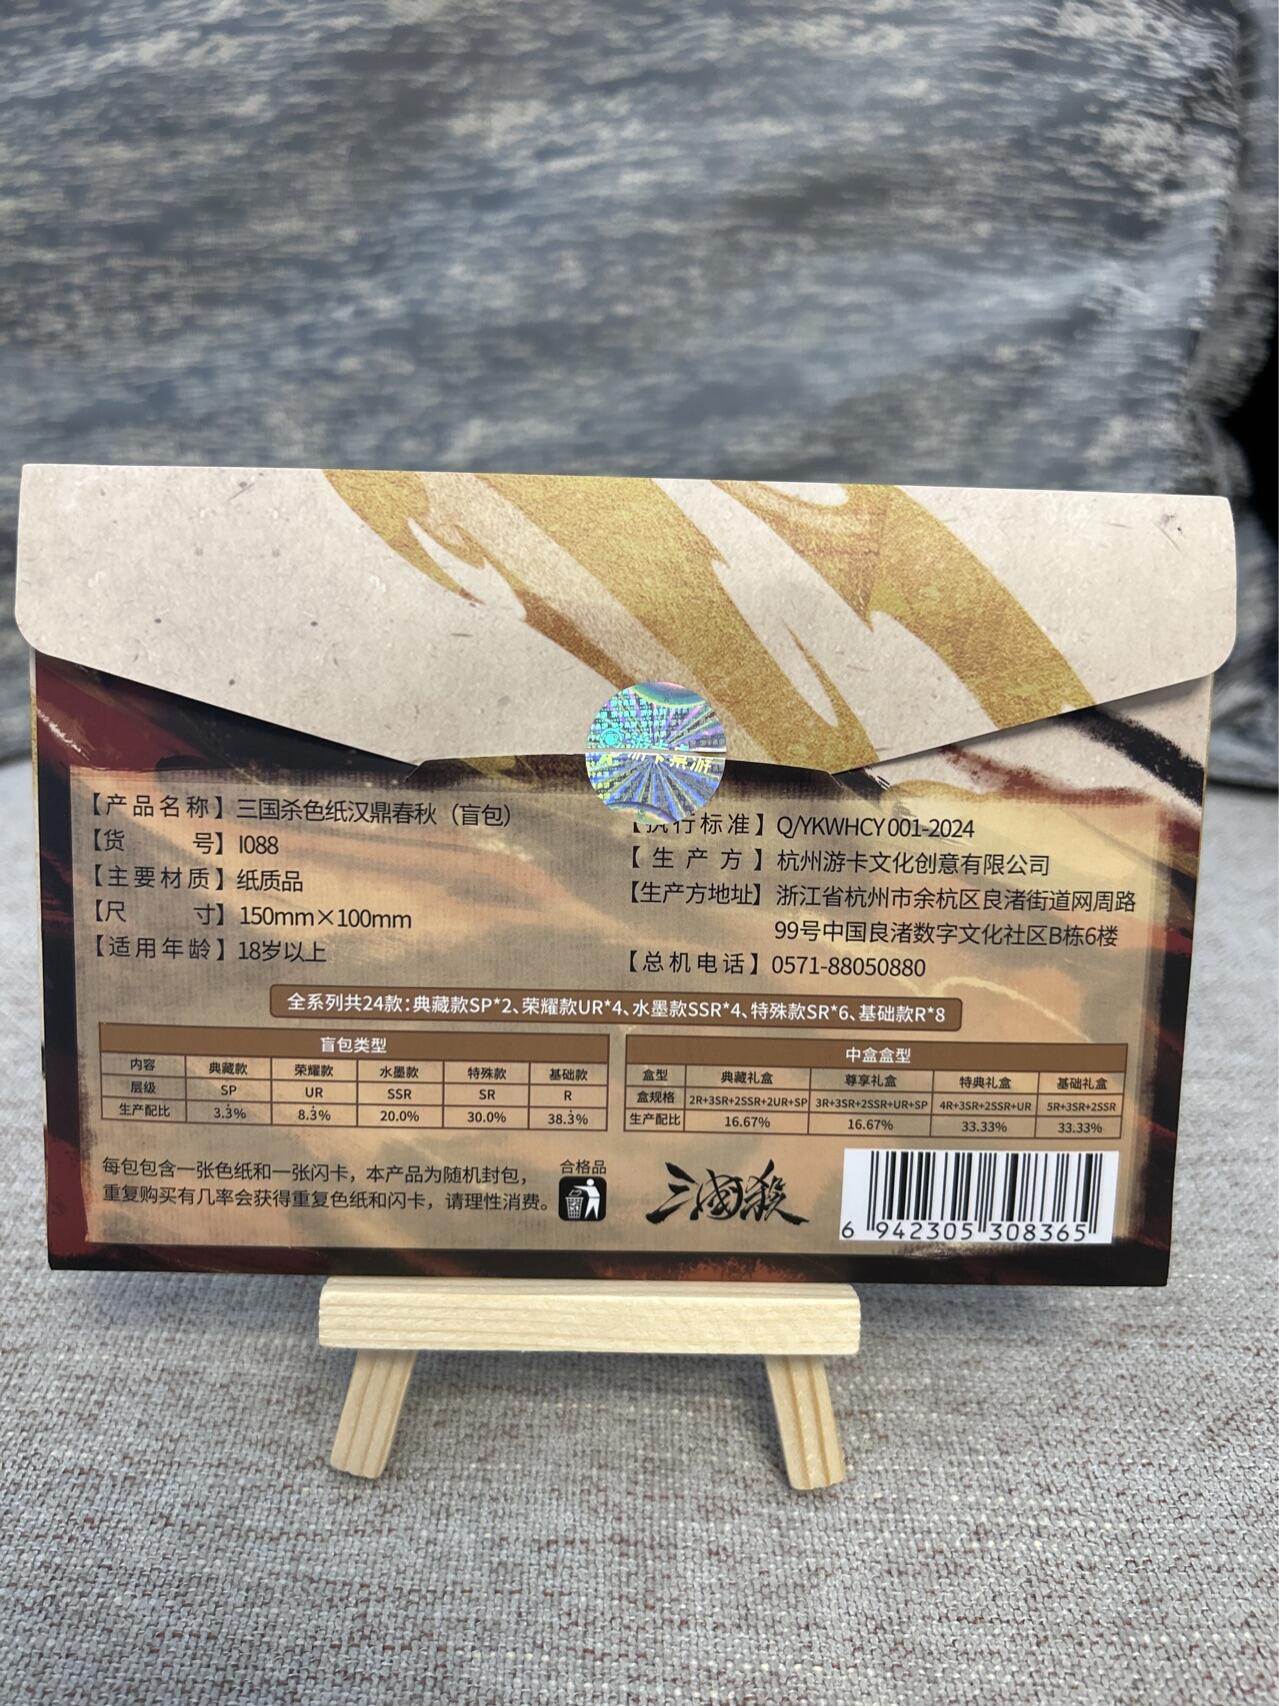 游卡桌游
【产品名称】三国杀色纸汉鼎春秋（盲包）
【货 号】I088
【主要材质】纸质品
【尺 寸】150mm×100mm
【适用年龄】18岁以上
【执行标准】Q/YKWHCY 001-2024
【生产方】杭州游卡文化创意有限公司
【生产方地址】浙江省杭州市余杭区良渚街道网周路
99号中国良渚数字文化社区B栋6楼
【总机电话】0571-88050880
全系列共24款：典藏款SP*2、荣耀款UR*4、水墨款SSR*4、特殊款SR*6、基础款R*8
盲包类型
内容 典藏款 荣耀款 水墨款 特殊款 基础款
层级 SP UR SSR SR R
生产配比 3.3̇% 8.3̇% 20.0% 30.0% 38.3̇%
中盒盒型
盒型 典藏礼盒 尊享礼盒 特典礼盒 基础礼盒
盒规格 2R+3SR+2SSR+2UR+SP 3R+3SR+2SSR+UR+SP 4R+3SR+2SSR+UR 5R+3SR+2SSR
生产配比 16.67% 16.67% 33.33% 33.33%
每包包含一张色纸和一张闪卡，本产品为随机封包，
重复购买有几率会获得重复色纸和闪卡，请理性消费。
合格品
三國殺
6 942305 308365